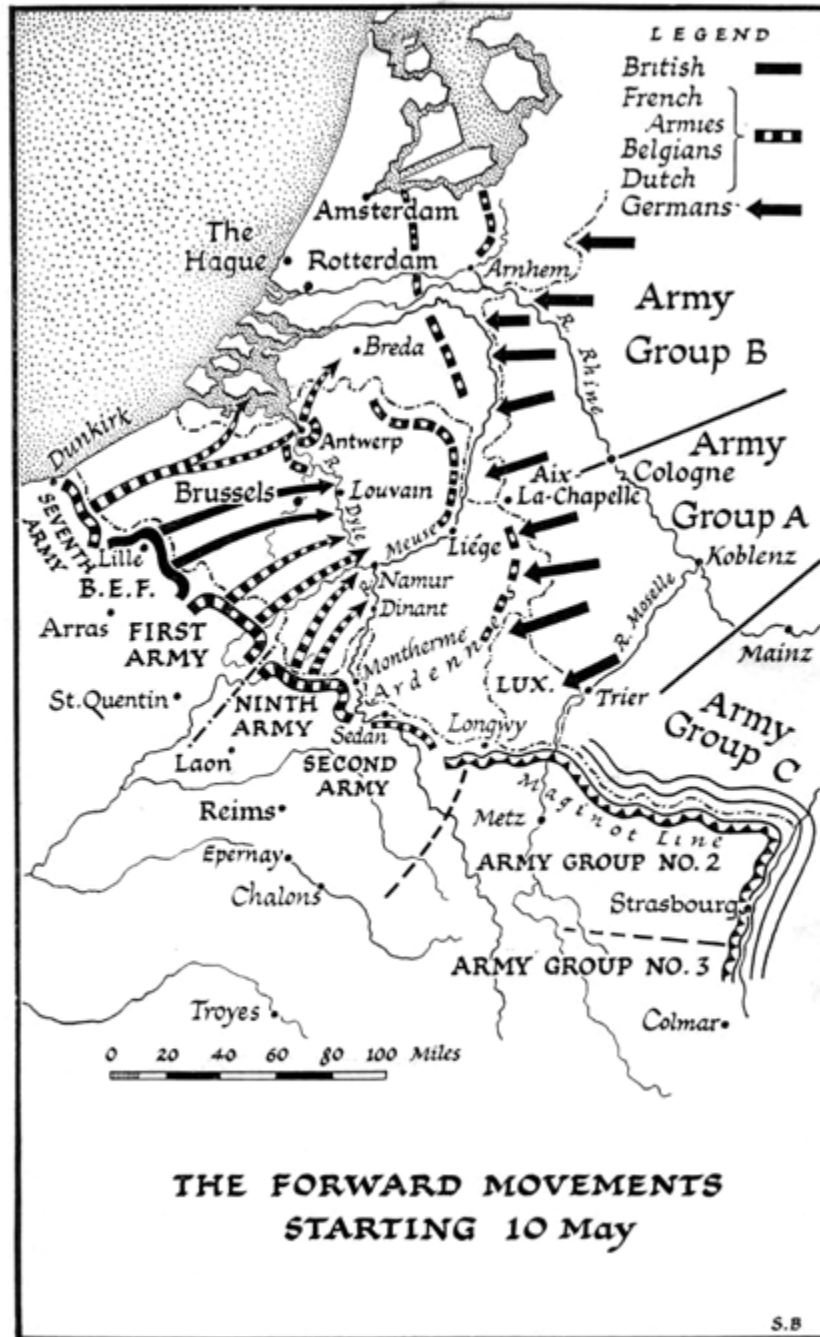 LEGEND
British
French
Armies
Belgians
Dutch
Germans
Amsterdam
The
Hague
Rotterdam
Arnhem
Army
Group B
R. Rhine
Breda
Dunkirk
Antwerp
Army
Group A
Aix
La-Chapelle
Cologne
SEVENTH
ARMY
Brussels
Louvain
R. Dyle
Meuse
Liége
Koblenz
Lille
B.E.F.
R.
Namur
Dinant
Arras
FIRST
ARMY
Ardennes
R. Moselle
Mainz
Monthermé
LUX.
Trier
St. Quentin
NINTH
ARMY
Army
Group C
Sedan
Longwy
Laon
SECOND
ARMY
Maginot Line
Reims
Metz
Epernay
ARMY GROUP NO. 2
Chalons
Strasbourg
ARMY GROUP NO. 3
Troyes
Colmar
0 20 40 60 80 100 Miles
THE FORWARD MOVEMENTS
STARTING 10 May
S.B